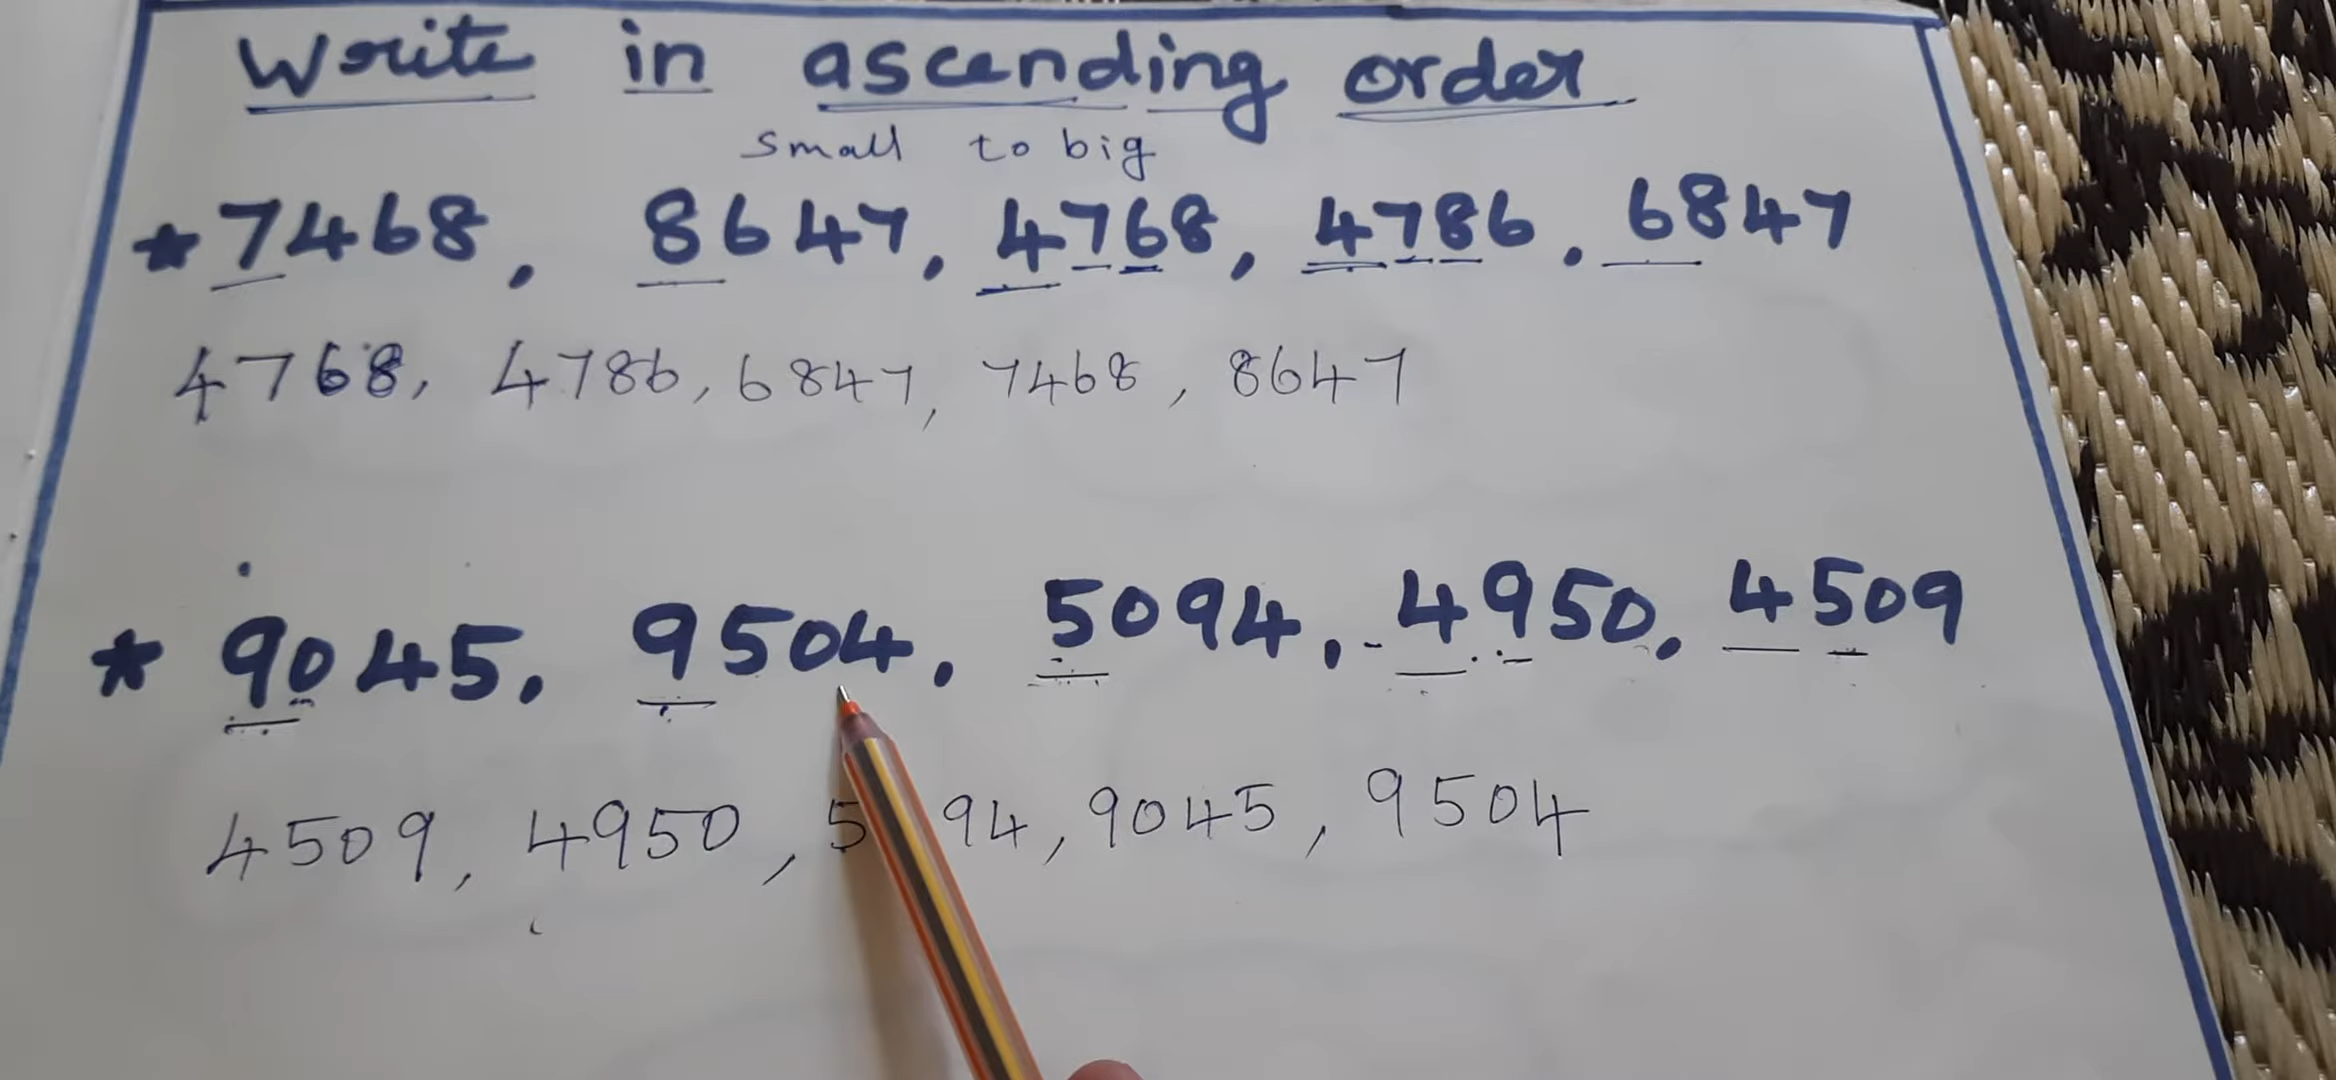 Write in ascending order
small to big
* 7468, 8647, 4768, 4786, 6847
4768, 4786, 6847, 7468, 8647
* 9045, 9504, 5094, 4950, 4509
4509, 4950, 5 94, 9045, 9504